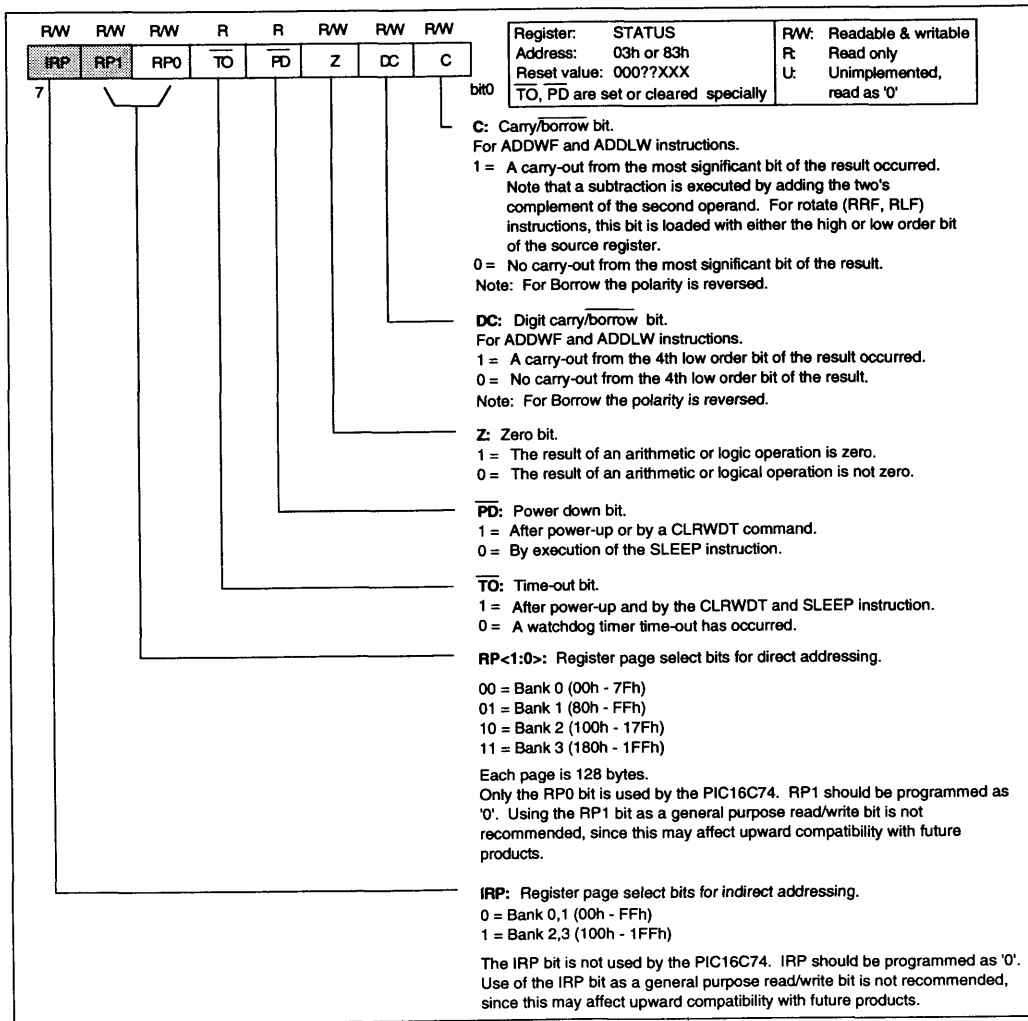 R/W R/W R/W R R R/W R/W R/W
IRP RP1 RP0 T̅O̅ P̅D̅ Z DC C
7 bit0
Register: STATUS
Address: 03h or 83h
Reset value: 000??XXX
T̅O̅, P̅D̅ are set or cleared specially
R/W: Readable & writable
R: Read only
U: Unimplemented,
read as '0'
C: Carry/b̅o̅r̅r̅o̅w̅ bit.
For ADDWF and ADDLW instructions.
1 = A carry-out from the most significant bit of the result occurred.
Note that a subtraction is executed by adding the two's
complement of the second operand. For rotate (RRF, RLF)
instructions, this bit is loaded with either the high or low order bit
of the source register.
0 = No carry-out from the most significant bit of the result.
Note: For Borrow the polarity is reversed.
DC: Digit carry/b̅o̅r̅r̅o̅w̅ bit.
For ADDWF and ADDLW instructions.
1 = A carry-out from the 4th low order bit of the result occurred.
0 = No carry-out from the 4th low order bit of the result.
Note: For Borrow the polarity is reversed.
Z: Zero bit.
1 = The result of an arithmetic or logic operation is zero.
0 = The result of an arithmetic or logical operation is not zero.
P̅D̅: Power down bit.
1 = After power-up or by a CLRWDT command.
0 = By execution of the SLEEP instruction.
T̅O̅: Time-out bit.
1 = After power-up and by the CLRWDT and SLEEP instruction.
0 = A watchdog timer time-out has occurred.
RP<1:0>: Register page select bits for direct addressing.
00 = Bank 0 (00h - 7Fh)
01 = Bank 1 (80h - FFh)
10 = Bank 2 (100h - 17Fh)
11 = Bank 3 (180h - 1FFh)
Each page is 128 bytes.
Only the RP0 bit is used by the PIC16C74. RP1 should be programmed as
'0'. Using the RP1 bit as a general purpose read/write bit is not
recommended, since this may affect upward compatibility with future
products.
IRP: Register page select bits for indirect addressing.
0 = Bank 0,1 (00h - FFh)
1 = Bank 2,3 (100h - 1FFh)
The IRP bit is not used by the PIC16C74. IRP should be programmed as '0'.
Use of the IRP bit as a general purpose read/write bit is not recommended,
since this may affect upward compatibility with future products.